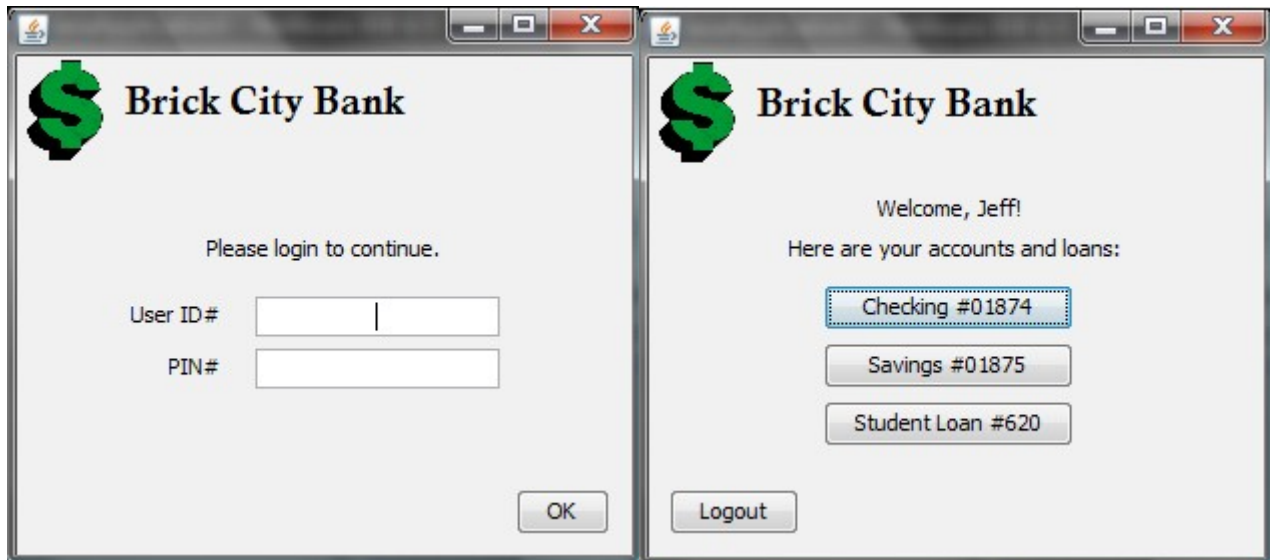 Brick City Bank
Please login to continue.
User ID#
PIN#
OK
Brick City Bank
Welcome, Jeff!
Here are your accounts and loans:
Checking #01874
Savings #01875
Student Loan #620
Logout